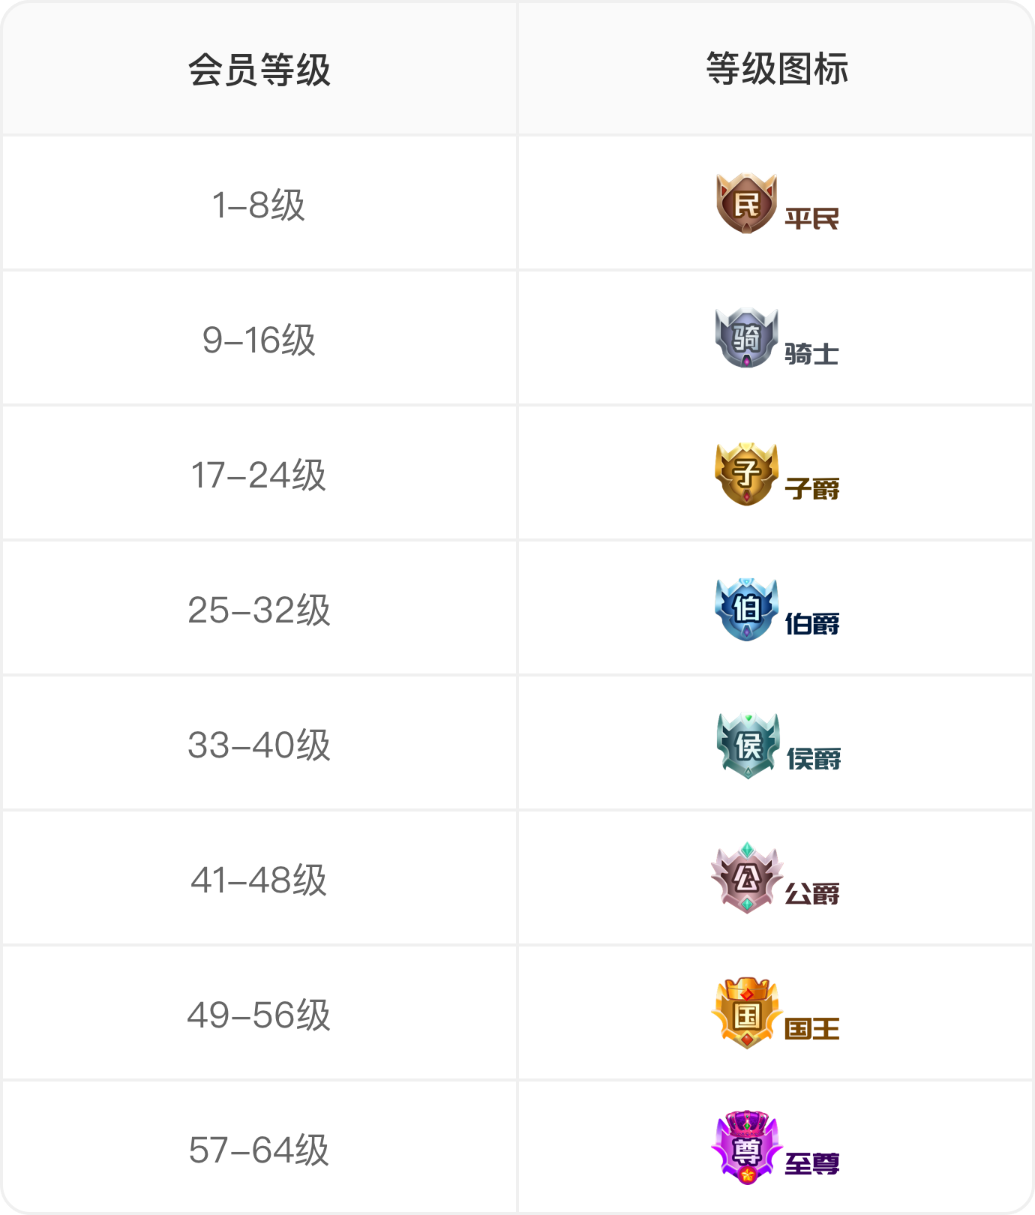 会员等级 等级图标
1–8级 民 平民
9–16级 骑 骑士
17–24级 子 子爵
25–32级 伯 伯爵
33–40级 侯 侯爵
41–48级 公 公爵
49–56级 国 国王
57–64级 尊 至尊